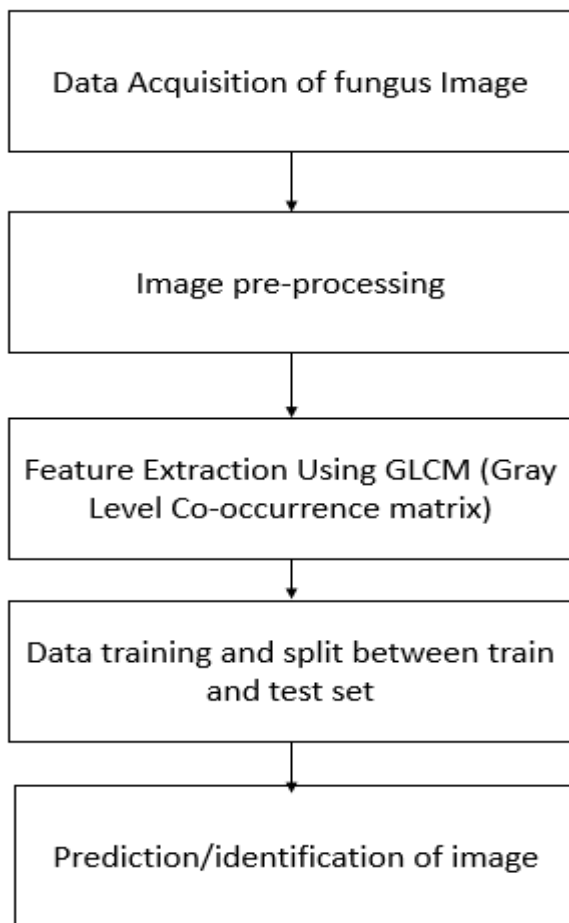 Data Acquisition of fungus Image
Image pre-processing
Feature Extraction Using GLCM (Gray
Level Co-occurrence matrix)
Data training and split between train
and test set
Prediction/identification of image